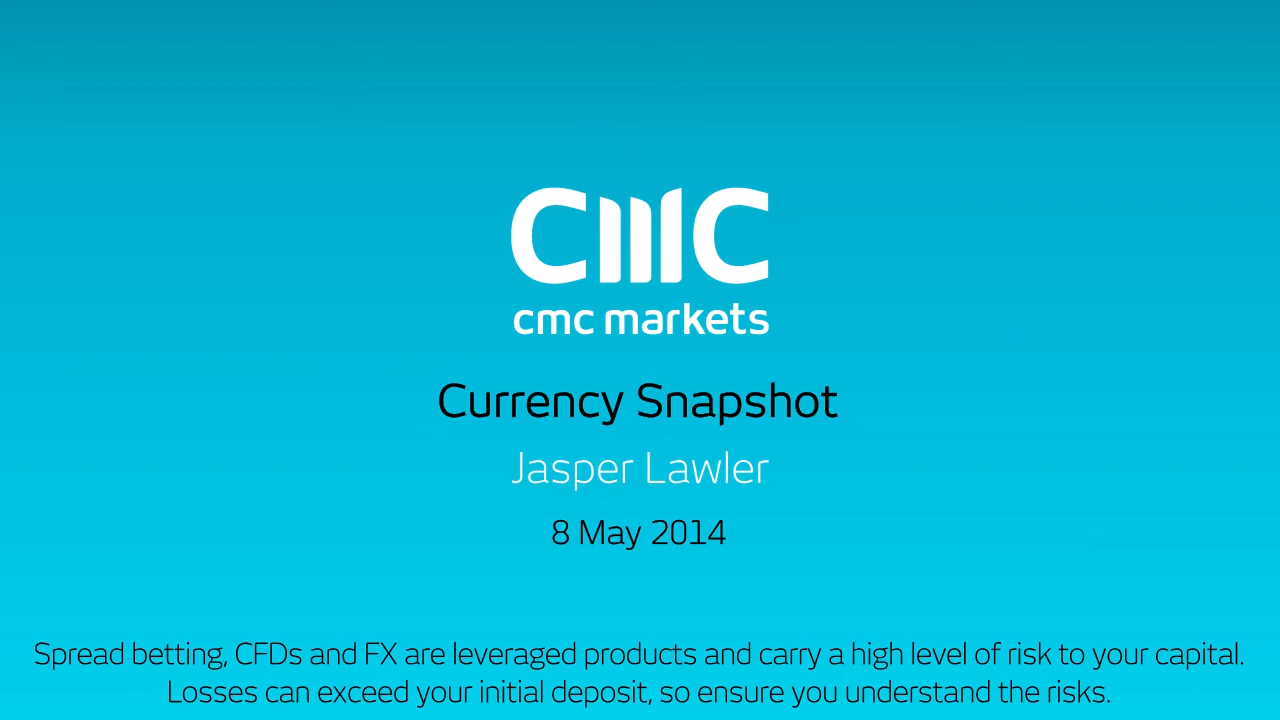 CMC
cmc markets
Currency Snapshot
Jasper Lawler
8 May 2014
Spread betting, CFDs and FX are leveraged products and carry a high level of risk to your capital.
Losses can exceed your initial deposit, so ensure you understand the risks.